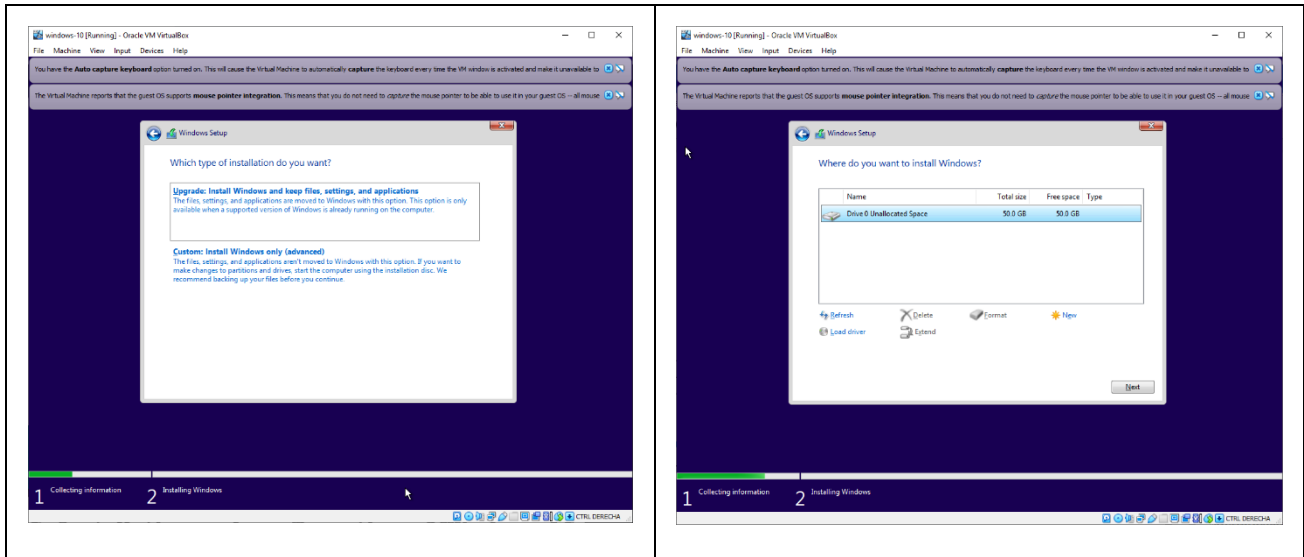 windows-10 [Running] - Oracle VM VirtualBox
File Machine View Input Devices Help
You have the Auto capture keyboard option turned on. This will cause the Virtual Machine to automatically capture the keyboard every time the VM window is activated and make it unavailable to
The Virtual Machine reports that the guest OS supports mouse pointer integration. This means that you do not need to capture the mouse pointer to be able to use it in your guest OS -- all mouse
Windows Setup
Which type of installation do you want?
Upgrade: Install Windows and keep files, settings, and applications
The files, settings, and applications are moved to Windows with this option. This option is only
available when a supported version of Windows is already running on the computer.
Custom: Install Windows only (advanced)
The files, settings, and applications aren't moved to Windows with this option. If you want to
make changes to partitions and drives, start the computer using the installation disc. We
recommend backing up your files before you continue.
1 Collecting information 2 Installing Windows
CTRL DERECHA
windows-10 [Running] - Oracle VM VirtualBox
File Machine View Input Devices Help
You have the Auto capture keyboard option turned on. This will cause the Virtual Machine to automatically capture the keyboard every time the VM window is activated and make it unavailable to
The Virtual Machine reports that the guest OS supports mouse pointer integration. This means that you do not need to capture the mouse pointer to be able to use it in your guest OS -- all mouse
Windows Setup
Where do you want to install Windows?
Name Total size Free space Type
Drive 0 Unallocated Space 50.0 GB 50.0 GB
Refresh Delete Format New
Load driver Extend
Next
1 Collecting information 2 Installing Windows
CTRL DERECHA